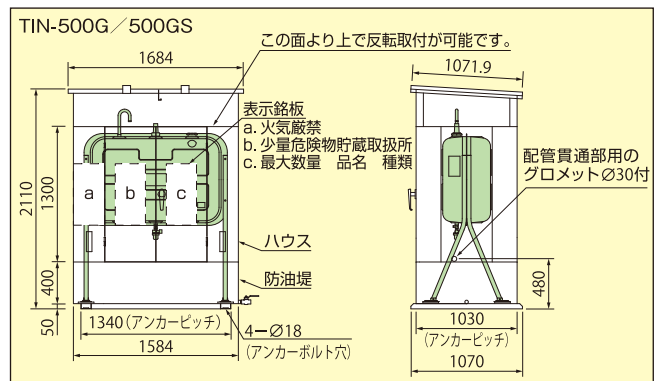 TIN-500G／500GS
この面より上で反転取付が可能です。
1684
1071.9
表示銘板
a. 火気厳禁
b. 少量危険物貯蔵取扱所
c. 最大数量　品名　種類
配管貫通部用の
グロメットØ30付
a
b
c
2110
1300
400
50
ハウス
防油堤
480
1340（アンカーピッチ）
4－Ø18
（アンカーボルト穴）
1584
1030
（アンカーピッチ）
1070